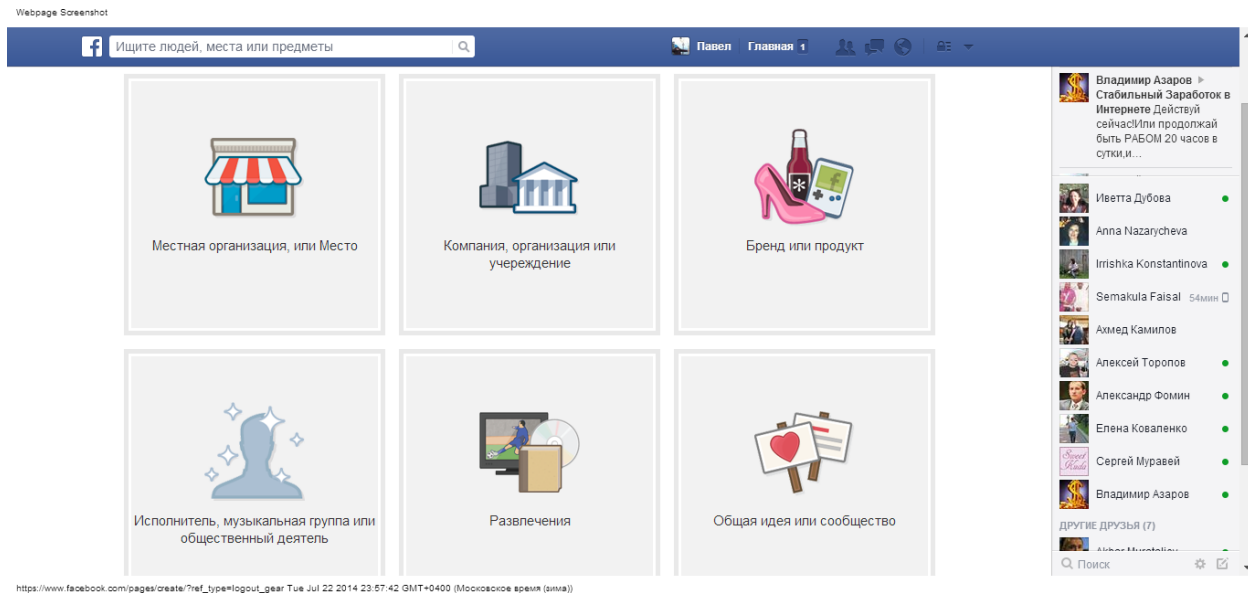 Webpage Screenshot
Ищите людей, места или предметы
Павел Главная 1
Местная организация, или Место
Компания, организация или
учереждение
Бренд или продукт
Исполнитель, музыкальная группа или
общественный деятель
Развлечения
Общая идея или сообщество
Владимир Азаров ▶
Стабильный Заработок в
Интернете Действуй
сейчас!Или продолжай
быть РАБОМ 20 часов в
сутки,и...
Иветта Дубова
Anna Nazarycheva
Irrishka Konstantinova
Semakula Faisal 54мин
Ахмед Камилов
Алексей Торопов
Александр Фомин
Елена Коваленко
Сергей Муравей
Владимир Азаров
ДРУГИЕ ДРУЗЬЯ (7)
Поиск
https://www.facebook.com/pages/create/?ref_type=logout_gear Tue Jul 22 2014 23:57:42 GMT+0400 (Московское время (зима))